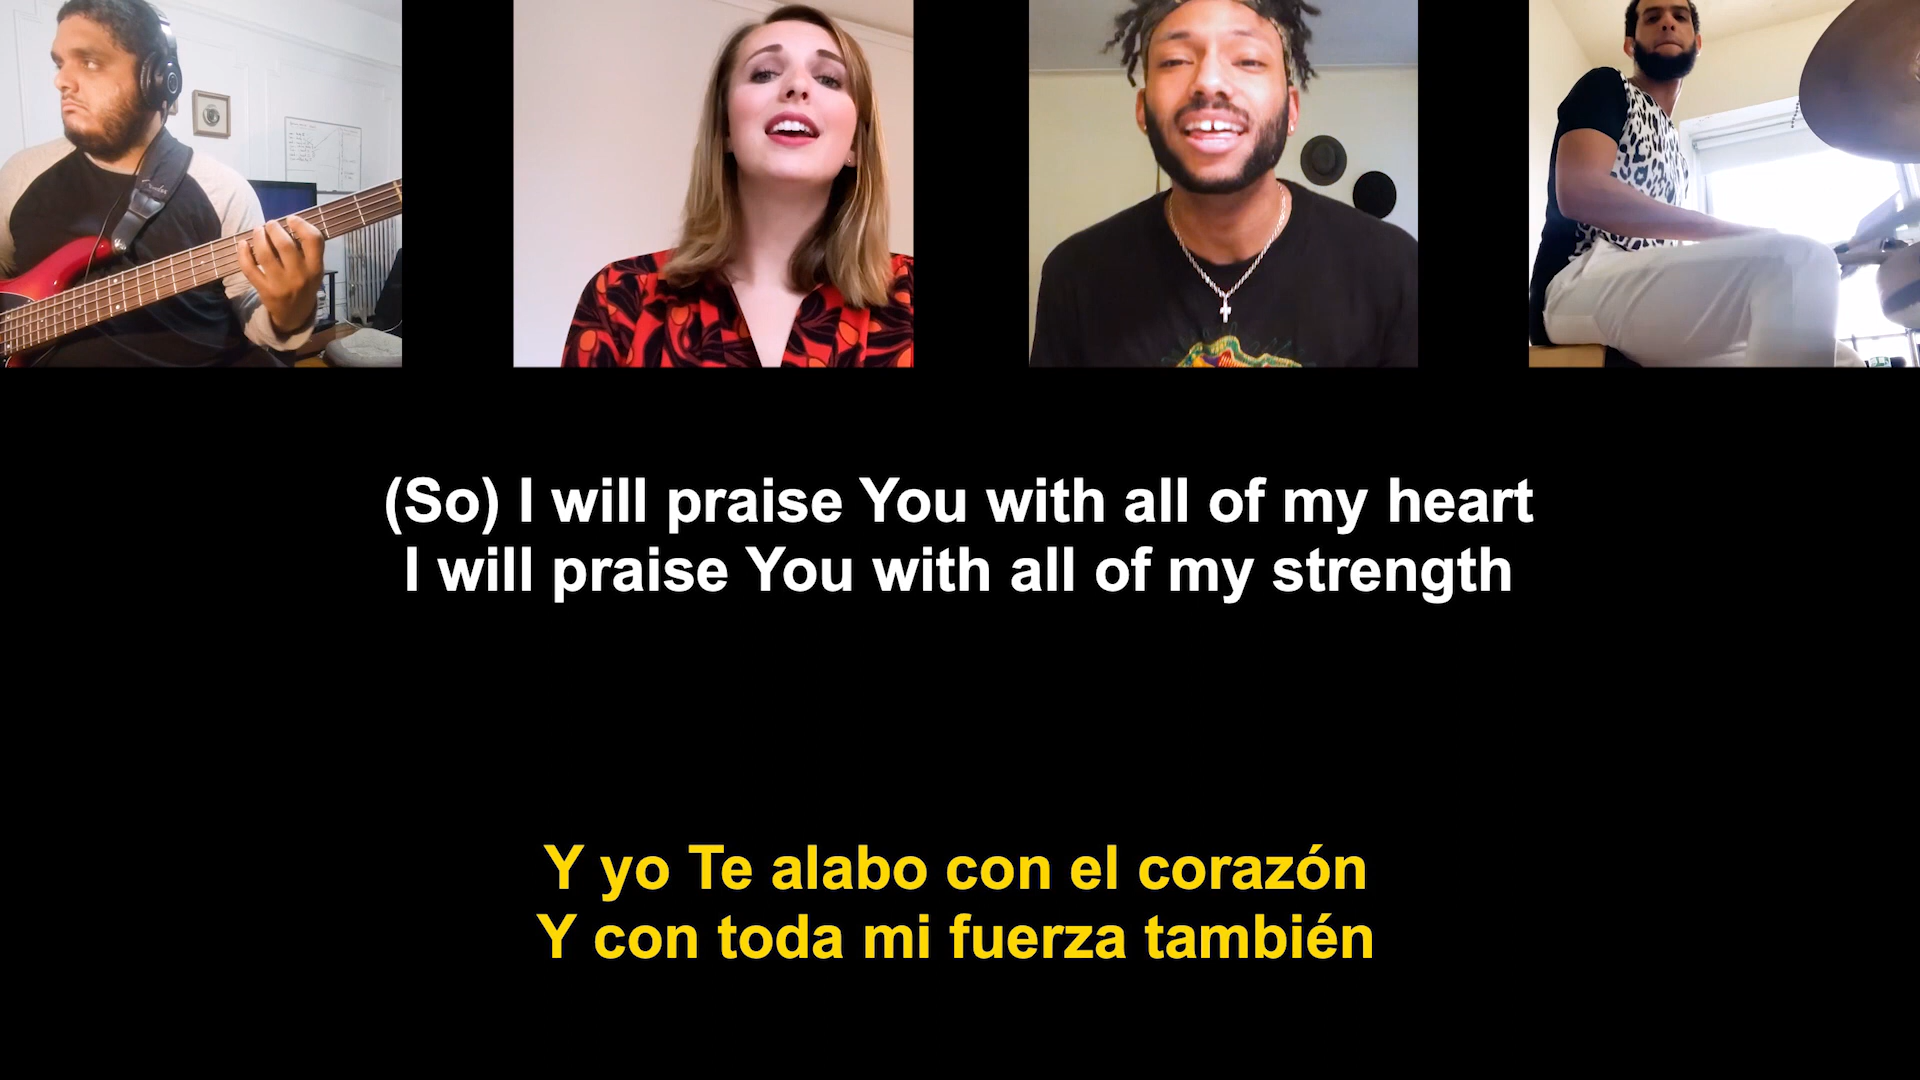 (So) I will praise You with all of my heart
I will praise You with all of my strength
Y yo Te alabo con el corazón
Y con toda mi fuerza también